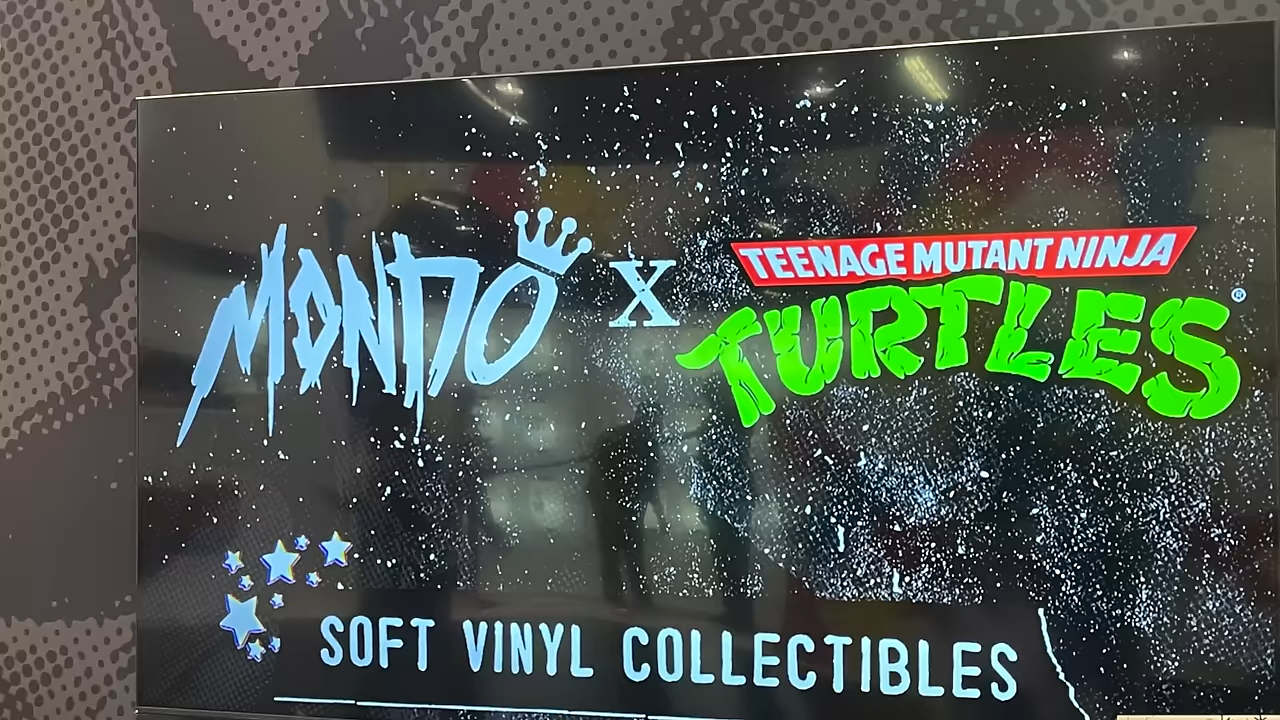 MONDO X TEENAGE MUTANT NINJA
TURTLES®
SOFT VINYL COLLECTIBLES